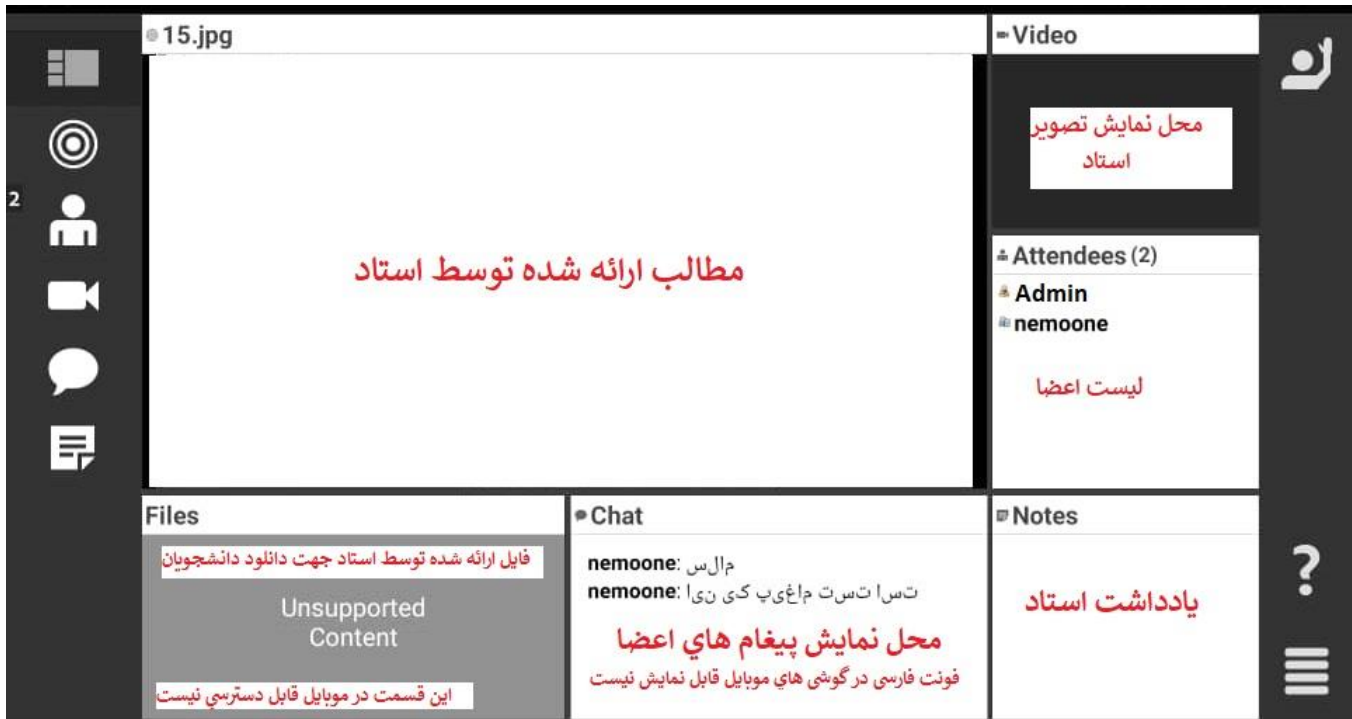 15.jpg
Video
محل نمایش تصویر
استاد
2
مطالب ارائه شده توسط استاد
Attendees (2)
Admin
nemoone
لیست اعضا
Files
فایل ارائه شده توسط استاد جهت دانلود دانشجویان
Unsupported
Content
این قسمت در موبایل قابل دسترسي نیست
Chat
nemoone: مالس
nemoone: تسا تست ماغیپ کی نیا
محل نمایش پیغام هاي اعضا
فونت فارسی در گوشی هاي موبایل قابل نمایش نیست
Notes
یادداشت استاد
?